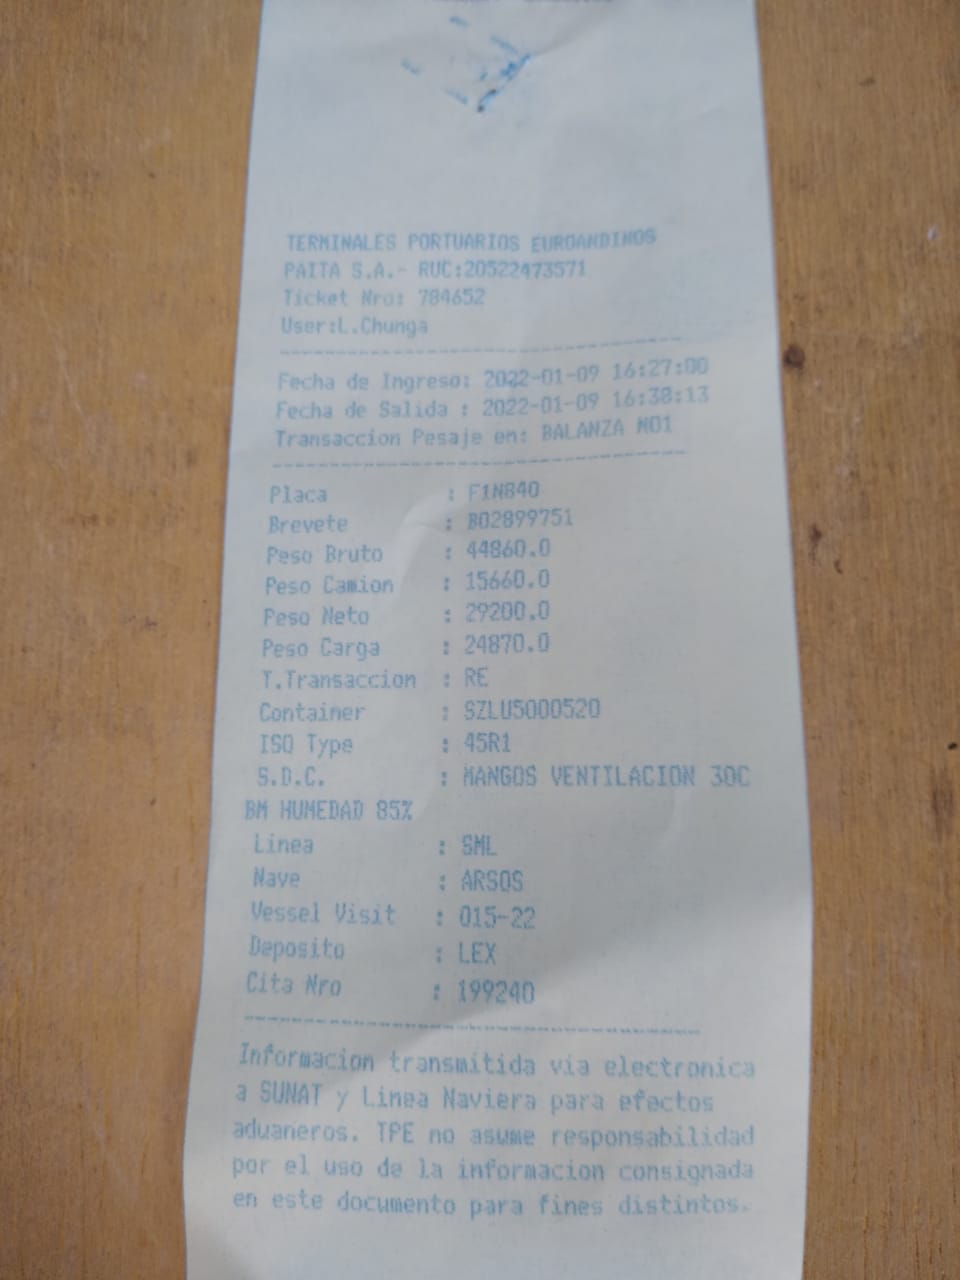 TERMINALES PORTUARIOS EUROANDINOS
PAITA S.A.- RUC:20522473571
Ticket Nro: 784652
User:L.Chunga
Fecha de Ingreso: 2022-01-09 16:27:00
Fecha de Salida : 2022-01-09 16:38:13
Transaccion Pesaje en: BALANZA NO1
Placa : F1N840
Brevete : B02899751
Peso Bruto : 44860.0
Peso Camion : 15660.0
Peso Neto : 29200.0
Peso Carga : 24870.0
T.Transaccion : RE
Container : SZLU5000520
ISO Type : 45R1
S.D.C. : MANGOS VENTILACION 30C
BM HUMEDAD 85%
Linea : SML
Nave : ARSOS
Vessel Visit : 015-22
Deposito : LEX
Cita Nro : 199240
Informacion transmitida via electronica
a SUNAT y Linea Naviera para efectos
aduaneros. TPE no asume responsabilidad
por el uso de la informacion consignada
en este documento para fines distintos.